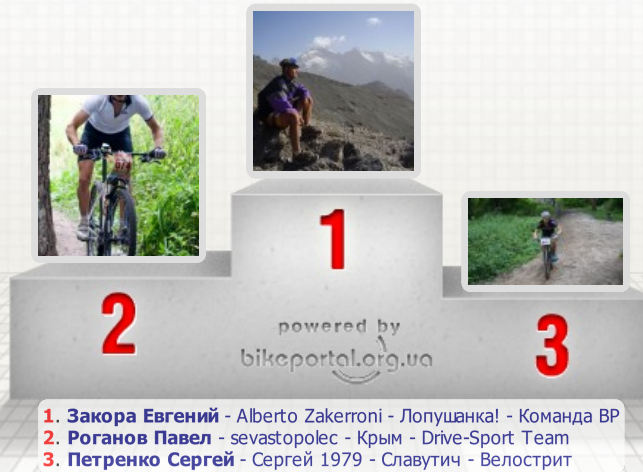 1
2
3
powered by
bikeportal.org.ua
1. Закора Евгений - Alberto Zakerroni - Лопушанка! - Команда ВР
2. Роганов Павел - sevastopolec - Крым - Drive-Sport Team
3. Петренко Сергей - Сергей 1979 - Славутич - Велострит